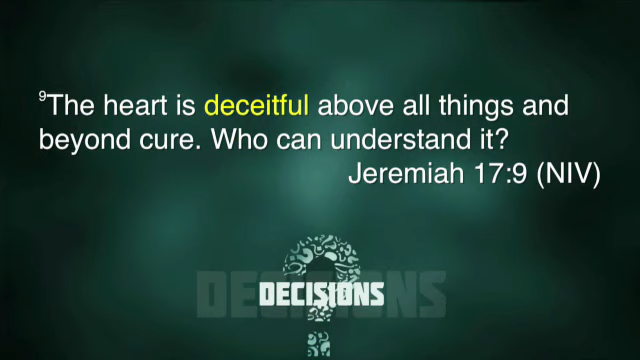 ⁹The heart is deceitful above all things and
beyond cure. Who can understand it?
Jeremiah 17:9 (NIV)
DECISIONS
DECISIONS